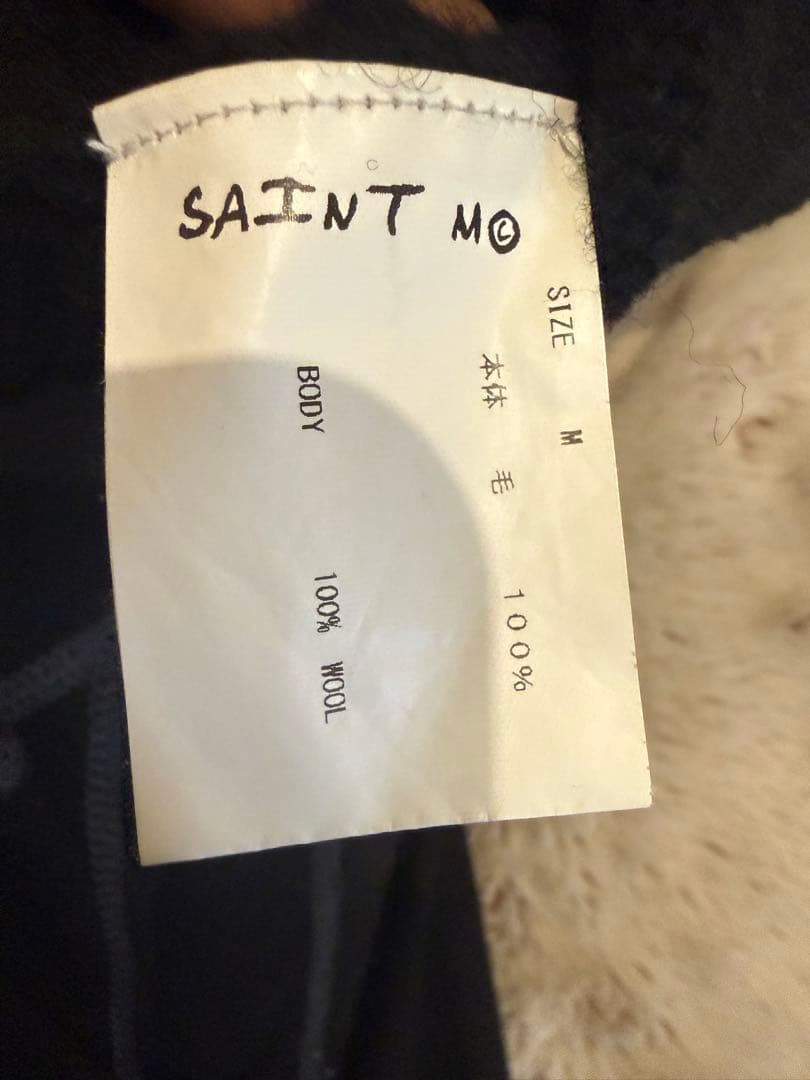 SAINT M©
SIZE M
本体 毛 100%
BODY 100% WOOL